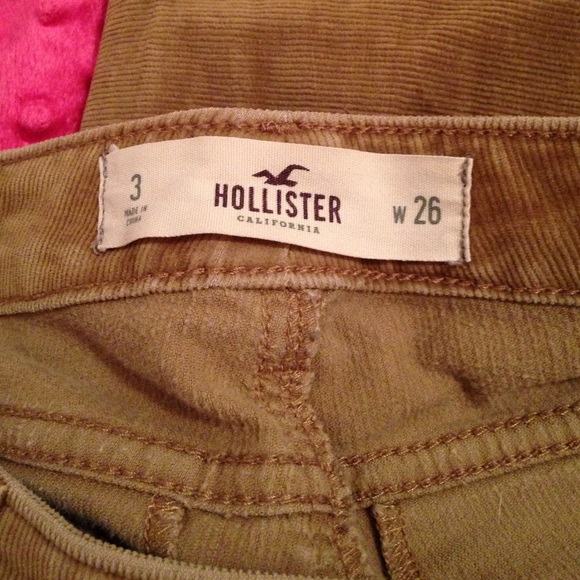 3
MADE IN
CHINA
HOLLISTER
CALIFORNIA
W 26